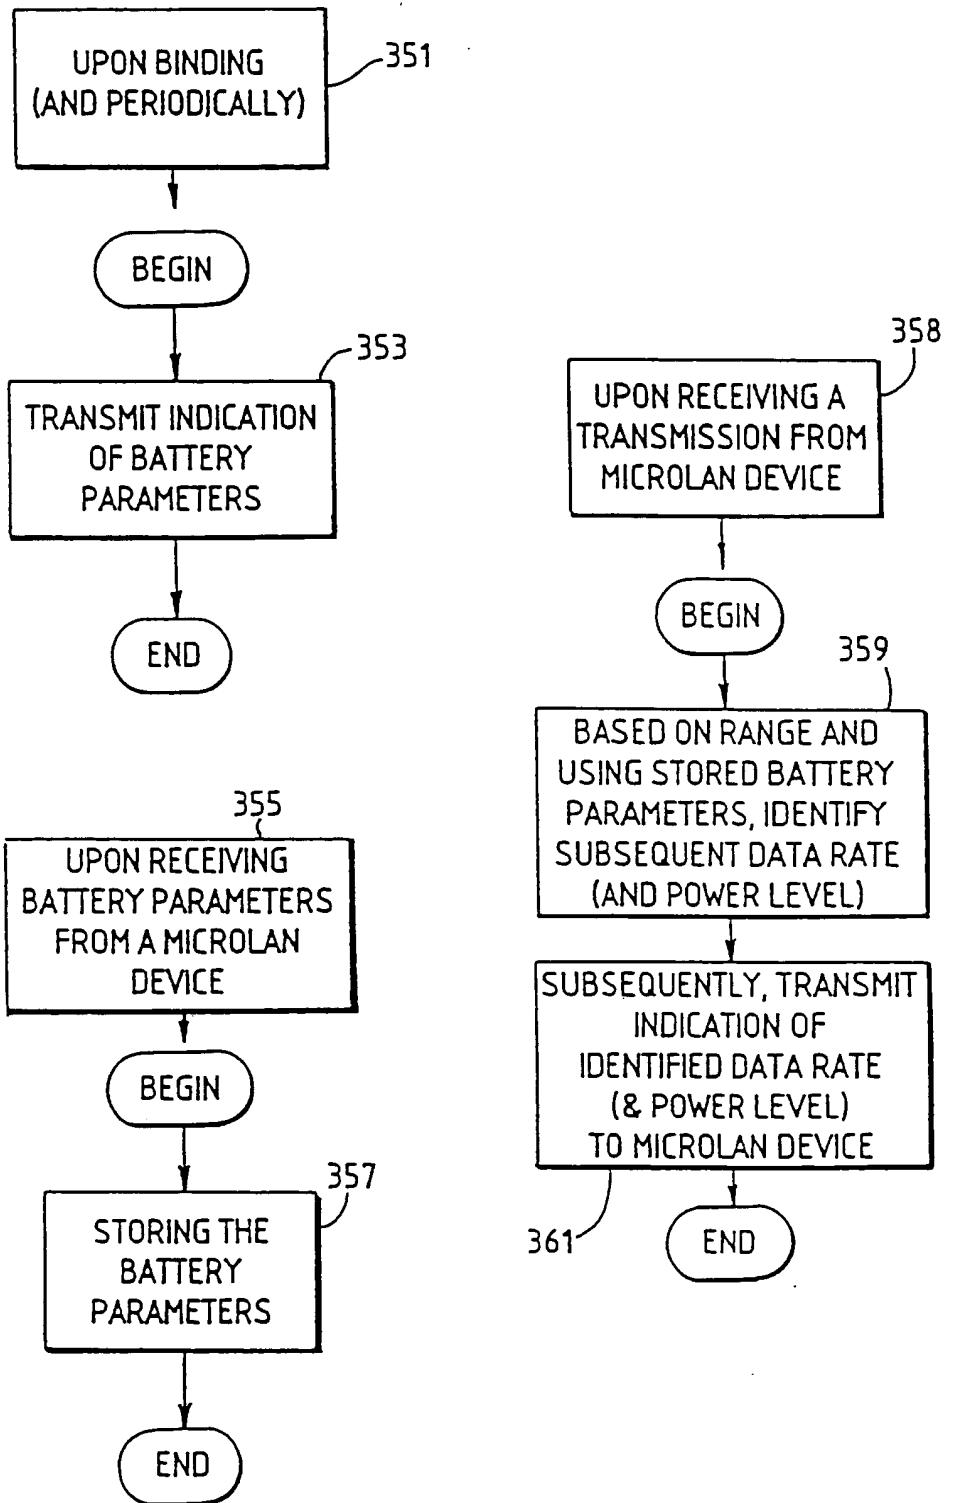 UPON BINDING
(AND PERIODICALLY)
351
BEGIN
353
TRANSMIT INDICATION
OF BATTERY
PARAMETERS
END
355
UPON RECEIVING
BATTERY PARAMETERS
FROM A MICROLAN
DEVICE
BEGIN
357
STORING THE
BATTERY
PARAMETERS
END
358
UPON RECEIVING A
TRANSMISSION FROM
MICROLAN DEVICE
BEGIN
359
BASED ON RANGE AND
USING STORED BATTERY
PARAMETERS, IDENTIFY
SUBSEQUENT DATA RATE
(AND POWER LEVEL)
SUBSEQUENTLY, TRANSMIT
INDICATION OF
IDENTIFIED DATA RATE
(& POWER LEVEL)
TO MICROLAN DEVICE
361
END